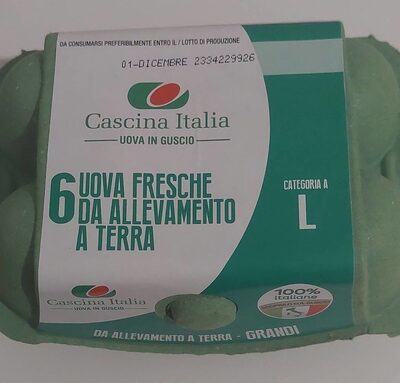 DA CONSUMARSI PREFERIBILMENTE ENTRO IL / LOTTO DI PRODUZIONE
01-DICEMBRE 2334229926
Cascina Italia
UOVA IN GUSCIO
6 UOVA FRESCHE
DA ALLEVAMENTO
A TERRA
CATEGORIA A
L
Cascina Italia
UOVA IN GUSCIO
100%
italiane
DA ALLEVAMENTO A TERRA - GRANDI